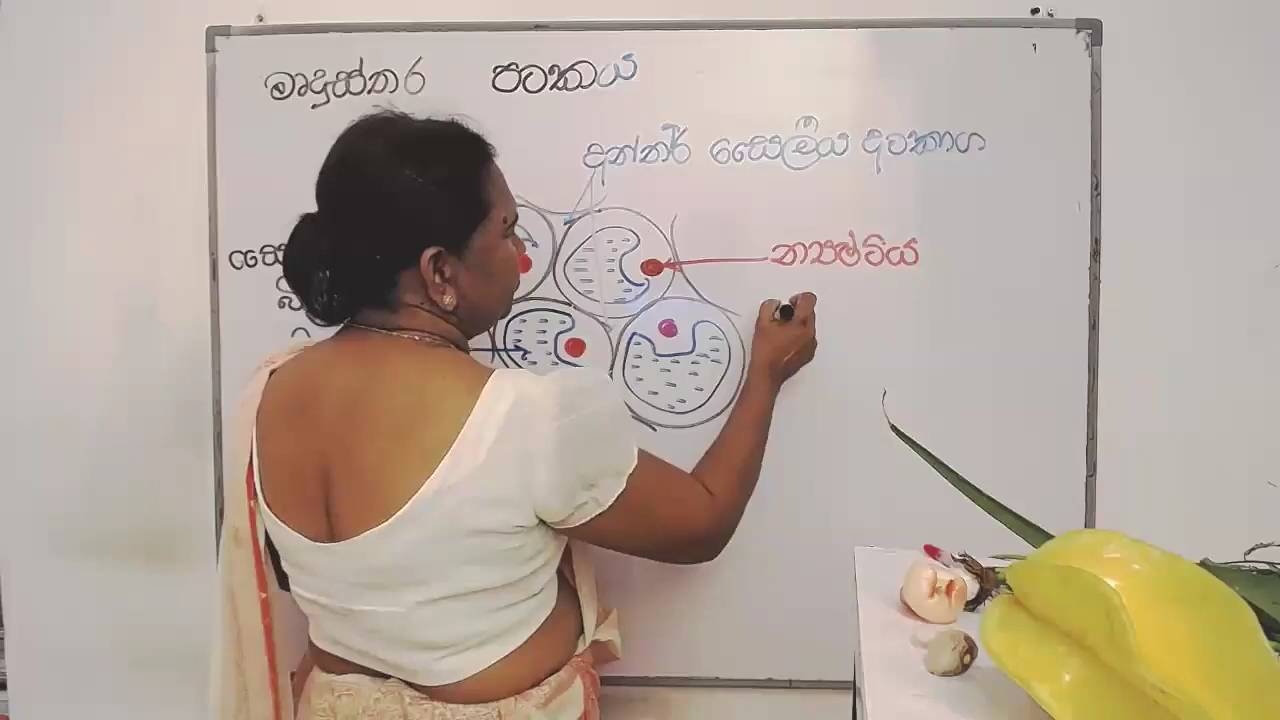 මෘදුස්තර පටකය
අන්තර් සෛලීය අවකාශ
න්‍යෂ්ටිය
සෛ